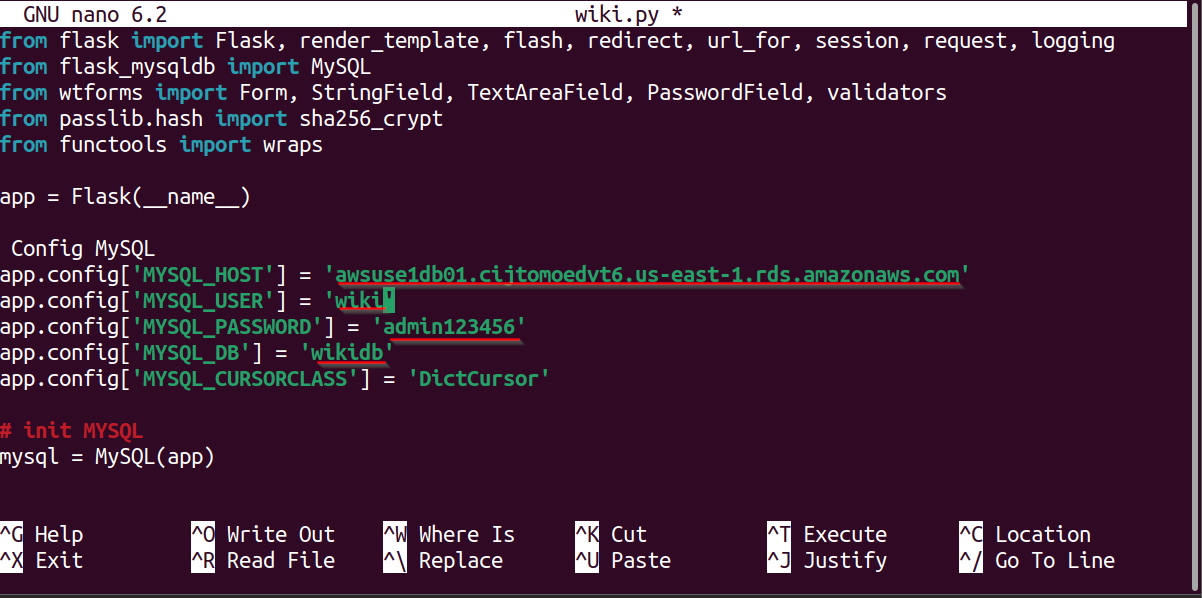 GNU nano 6.2 wiki.py *
from flask import Flask, render_template, flash, redirect, url_for, session, request, logging
from flask_mysqldb import MySQL
from wtforms import Form, StringField, TextAreaField, PasswordField, validators
from passlib.hash import sha256_crypt
from functools import wraps
app = Flask(__name__)
Config MySQL
app.config['MYSQL_HOST'] = 'awsuse1db01.cijtomoedvt6.us-east-1.rds.amazonaws.com'
app.config['MYSQL_USER'] = 'wiki'
app.config['MYSQL_PASSWORD'] = 'admin123456'
app.config['MYSQL_DB'] = 'wikidb'
app.config['MYSQL_CURSORCLASS'] = 'DictCursor'
# init MYSQL
mysql = MySQL(app)
^G Help ^O Write Out ^W Where Is ^K Cut ^T Execute ^C Location
^X Exit ^R Read File ^\ Replace ^U Paste ^J Justify ^/ Go To Line